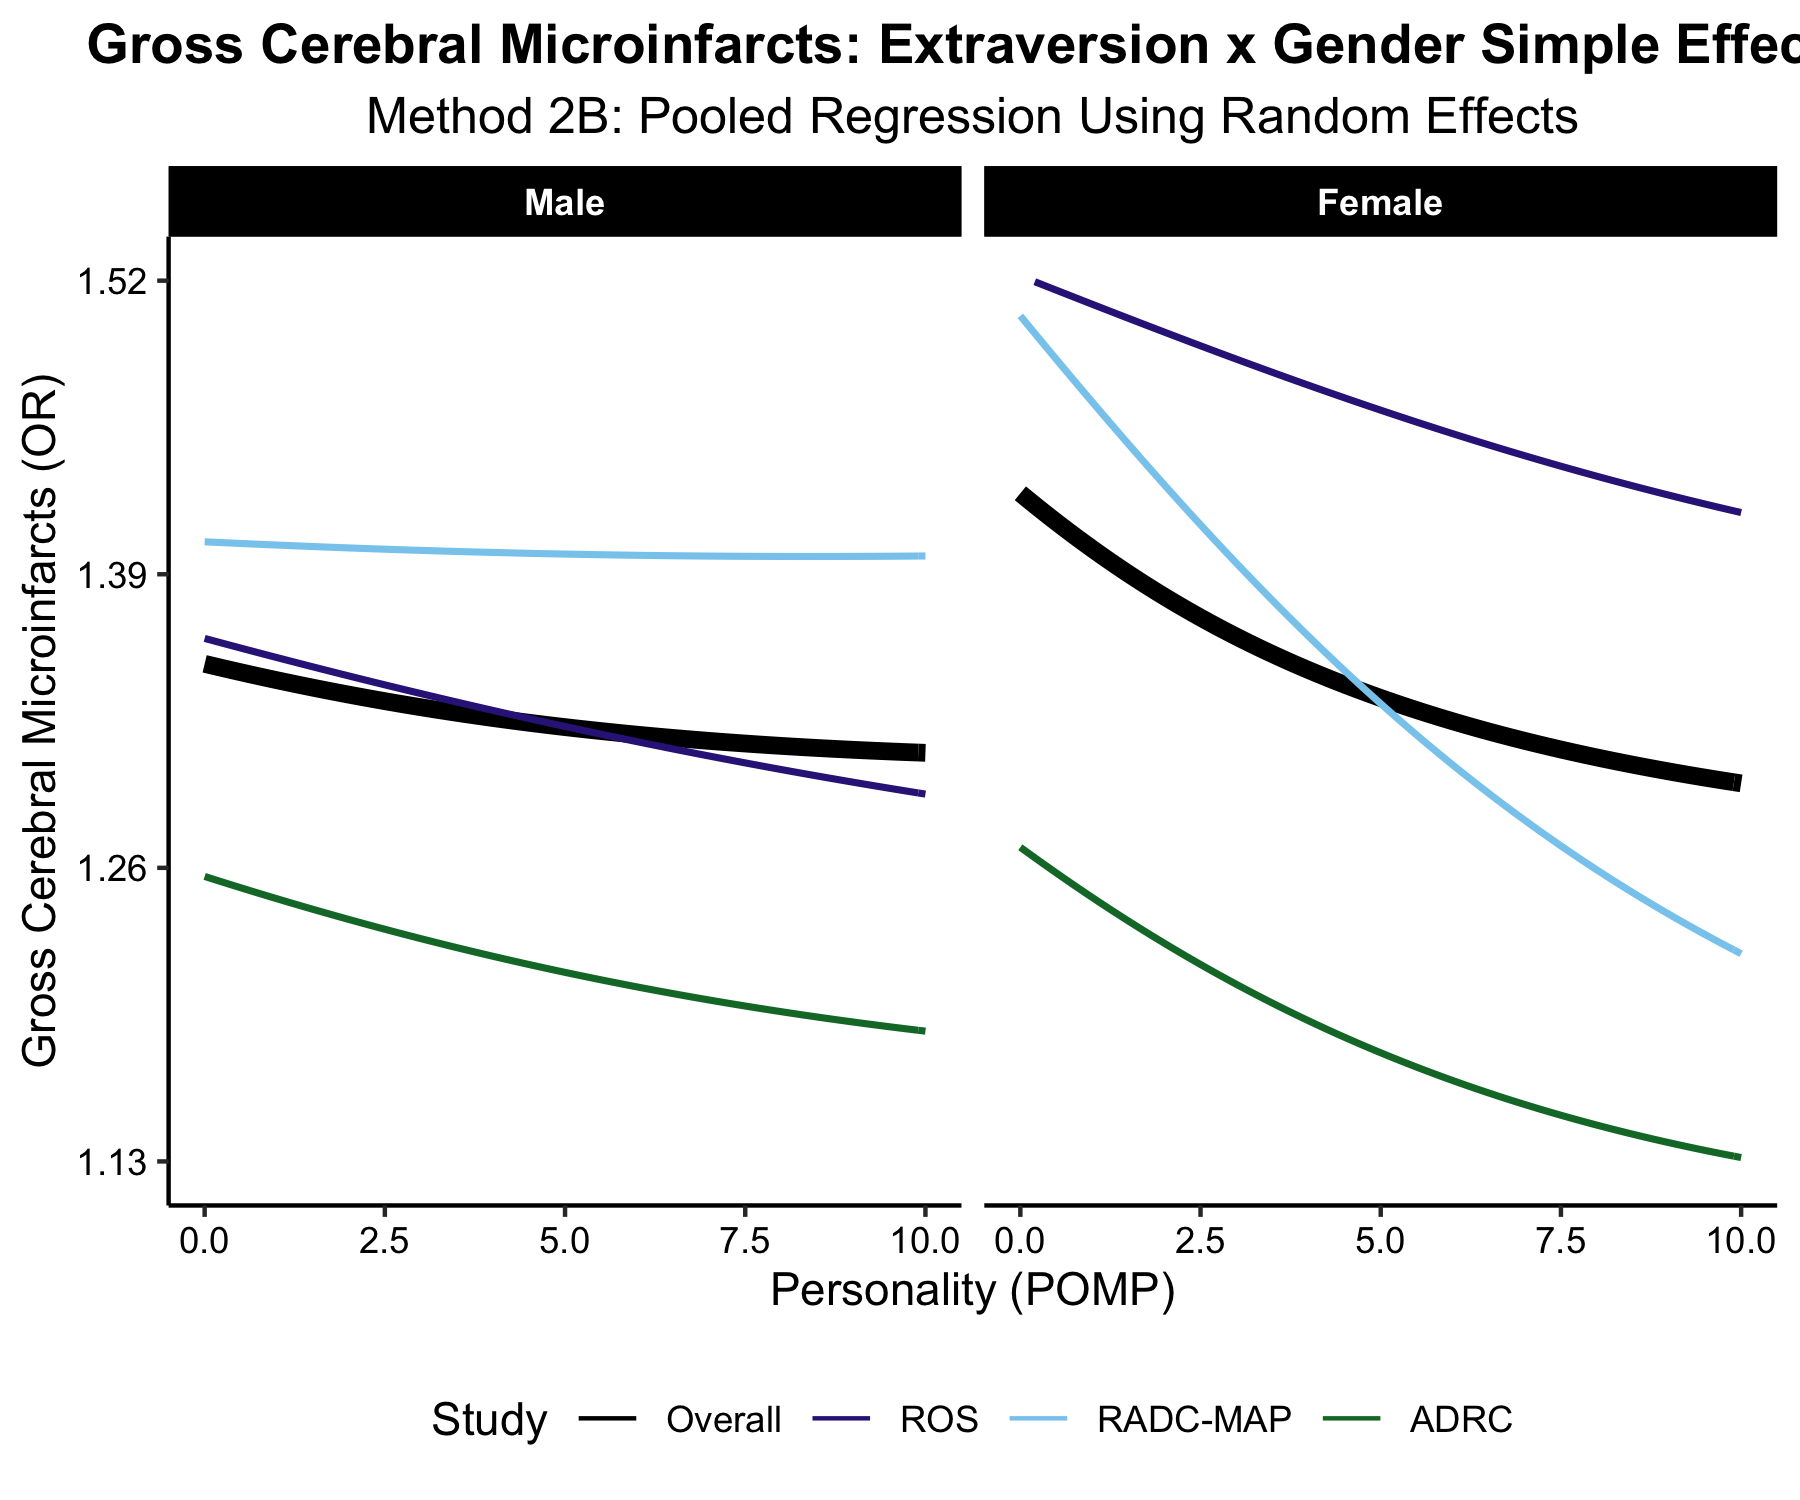 Gross Cerebral Microinfarcts: Extraversion x Gender Simple Effec
Method 2B: Pooled Regression Using Random Effects
Male
Female
Gross Cerebral Microinfarcts (OR)
1.52
1.39
1.26
1.13
0.0 2.5 5.0 7.5 10.0
0.0 2.5 5.0 7.5 10.0
Personality (POMP)
Study Overall ROS RADC-MAP ADRC